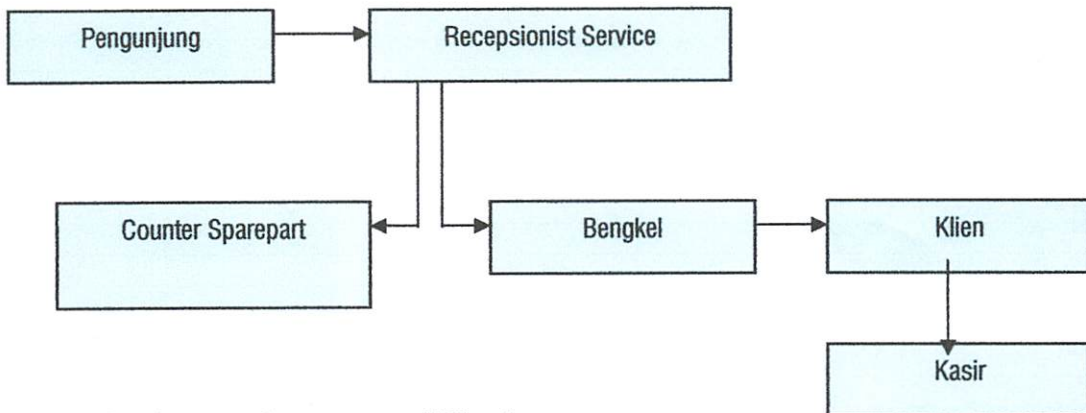 Pengunjung
Recepsionist Service
Counter Sparepart
Bengkel
Klien
Kasir